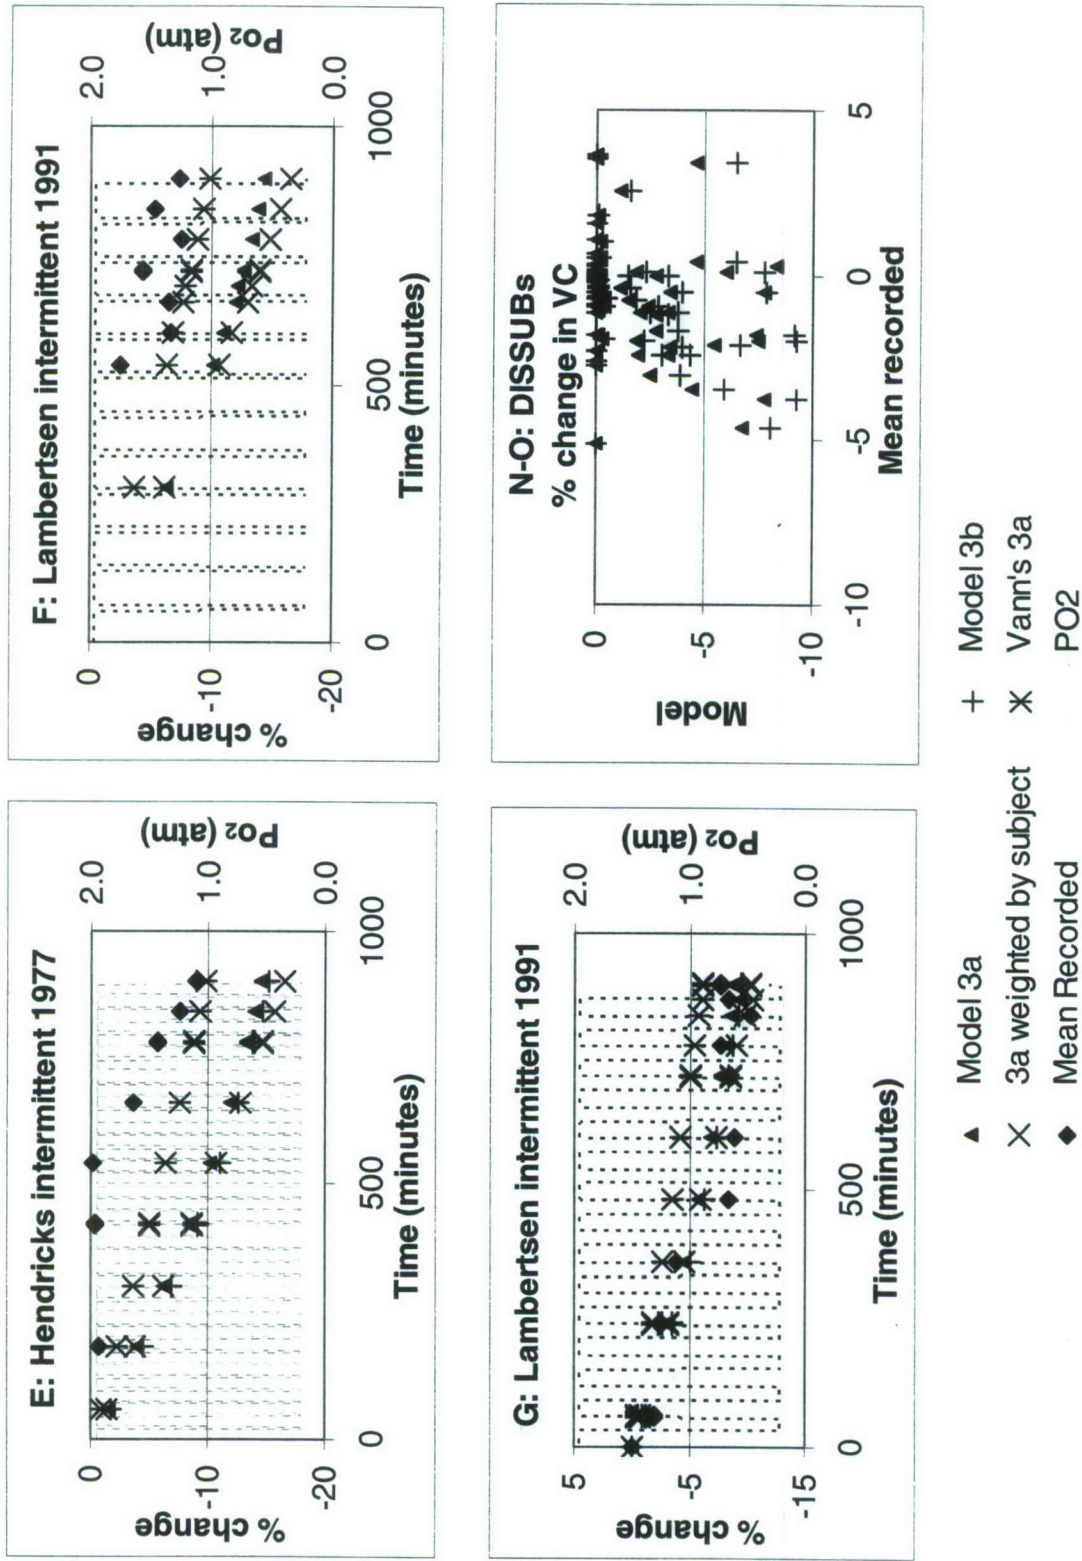 E: Hendricks intermittent 1977
0
-10
-20
% change
2.0
1.0
0.0
Po2 (atm)
0
500
1000
Time (minutes)
F: Lambertsen intermittent 1991
0
-10
-20
% change
2.0
1.0
0.0
Po2 (atm)
0
500
1000
Time (minutes)
G: Lambertsen intermittent 1991
5
-5
-15
% change
2.0
1.0
0.0
Po2 (atm)
0
500
1000
Time (minutes)
N-O: DISSUBs
% change in VC
0
-5
-10
Model
-10
-5
0
5
Mean recorded
Model 3a
Model 3b
3a weighted by subject
Vann's 3a
Mean Recorded
PO2